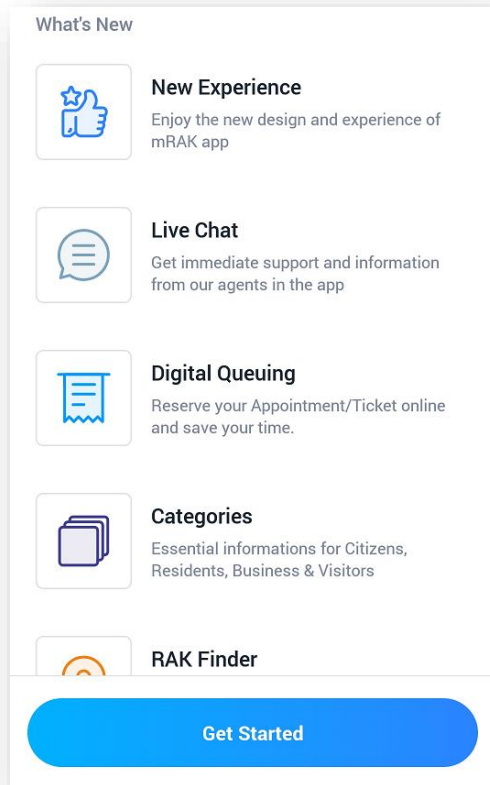 What's New
New Experience
Enjoy the new design and experience of
mRAK app
Live Chat
Get immediate support and information
from our agents in the app
Digital Queuing
Reserve your Appointment/Ticket online
and save your time.
Categories
Essential informations for Citizens,
Residents, Business & Visitors
RAK Finder
Get Started